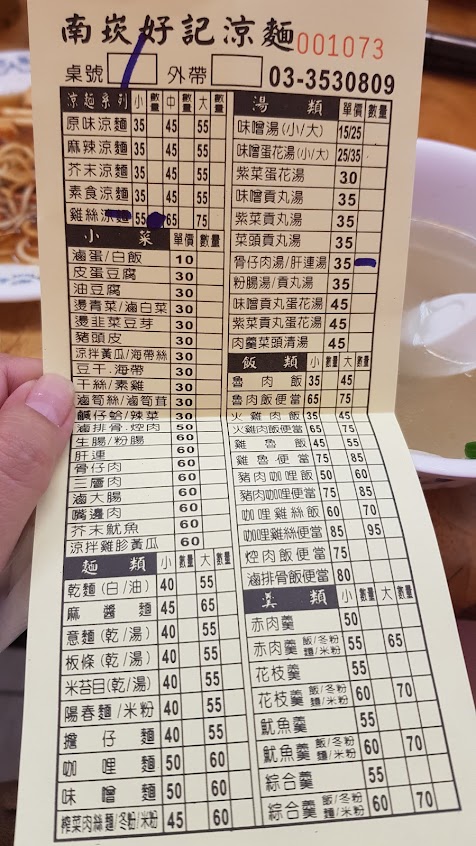 南崁好記涼麵
001073
桌號 外帶 03-3530809
涼麵系列 小 數量 中 數量 大 數量
原味涼麵 35 45 55
麻辣涼麵 35 45 55
芥末涼麵 35 45 55
素食涼麵 35 45 55
雞絲涼麵 55 65 75
小菜 單價 數量
滷蛋/白飯 10
皮蛋豆腐 30
油豆腐 30
燙青菜/滷白菜 30
燙韭菜豆芽 30
豬頭皮 30
涼拌黃瓜/海帶絲 30
豆干.海帶 30
干絲/素雞 30
滷筍絲/滷筍茸 30
鹹仔蛤/辣菜 30
滷排骨.焢肉 50
生腸/粉腸 60
肝連 60
骨仔肉 60
三層肉 60
滷大腸 60
嘴邊肉 60
芥末魷魚 60
涼拌雞胗黃瓜 60
麵類 小 數量 大 數量
乾麵(白/油) 40 55
麻醬麵 45 65
意麵(乾/湯) 40 55
板條(乾/湯) 40 55
米苔目(乾/湯) 40 55
陽春麵/米粉 40 55
擔仔麵 40 55
咖哩麵 50 60
味噌麵 50 60
榨菜肉絲麵/冬粉/米粉 45 60
湯類 單價 數量
味噌湯(小/大) 15/25
味噌蛋花湯(小/大) 25/35
紫菜蛋花湯 30
味噌貢丸湯 35
紫菜貢丸湯 35
菜頭貢丸湯 35
骨仔肉湯/肝連湯 35
粉腸湯/貢丸湯 35
味噌貢丸蛋花湯 45
紫菜貢丸蛋花湯 45
肉羹菜頭清湯 45
飯類 小 數量 大 數量
魯肉飯 35 45
魯肉飯便當 65 75
火雞肉飯 35 45
火雞肉飯便當 65 75
雞魯飯 45 55
雞魯便當 75 85
豬肉咖哩飯 50 60
豬肉咖哩便當 75 85
咖哩雞絲飯 60 70
咖哩雞絲便當 85 95
焢肉飯便當 75
滷排骨飯便當 80
羹類 小 數量 大 數量
赤肉羹 50
赤肉羹 飯/冬粉 麵/米粉 55 65
花枝羹 55
花枝羹 飯/冬粉 麵/米粉 60 70
魷魚羹 55
魷魚羹 飯/冬粉 麵/米粉 60 70
綜合羹 55
綜合羹 飯/冬粉 麵/米粉 60 70